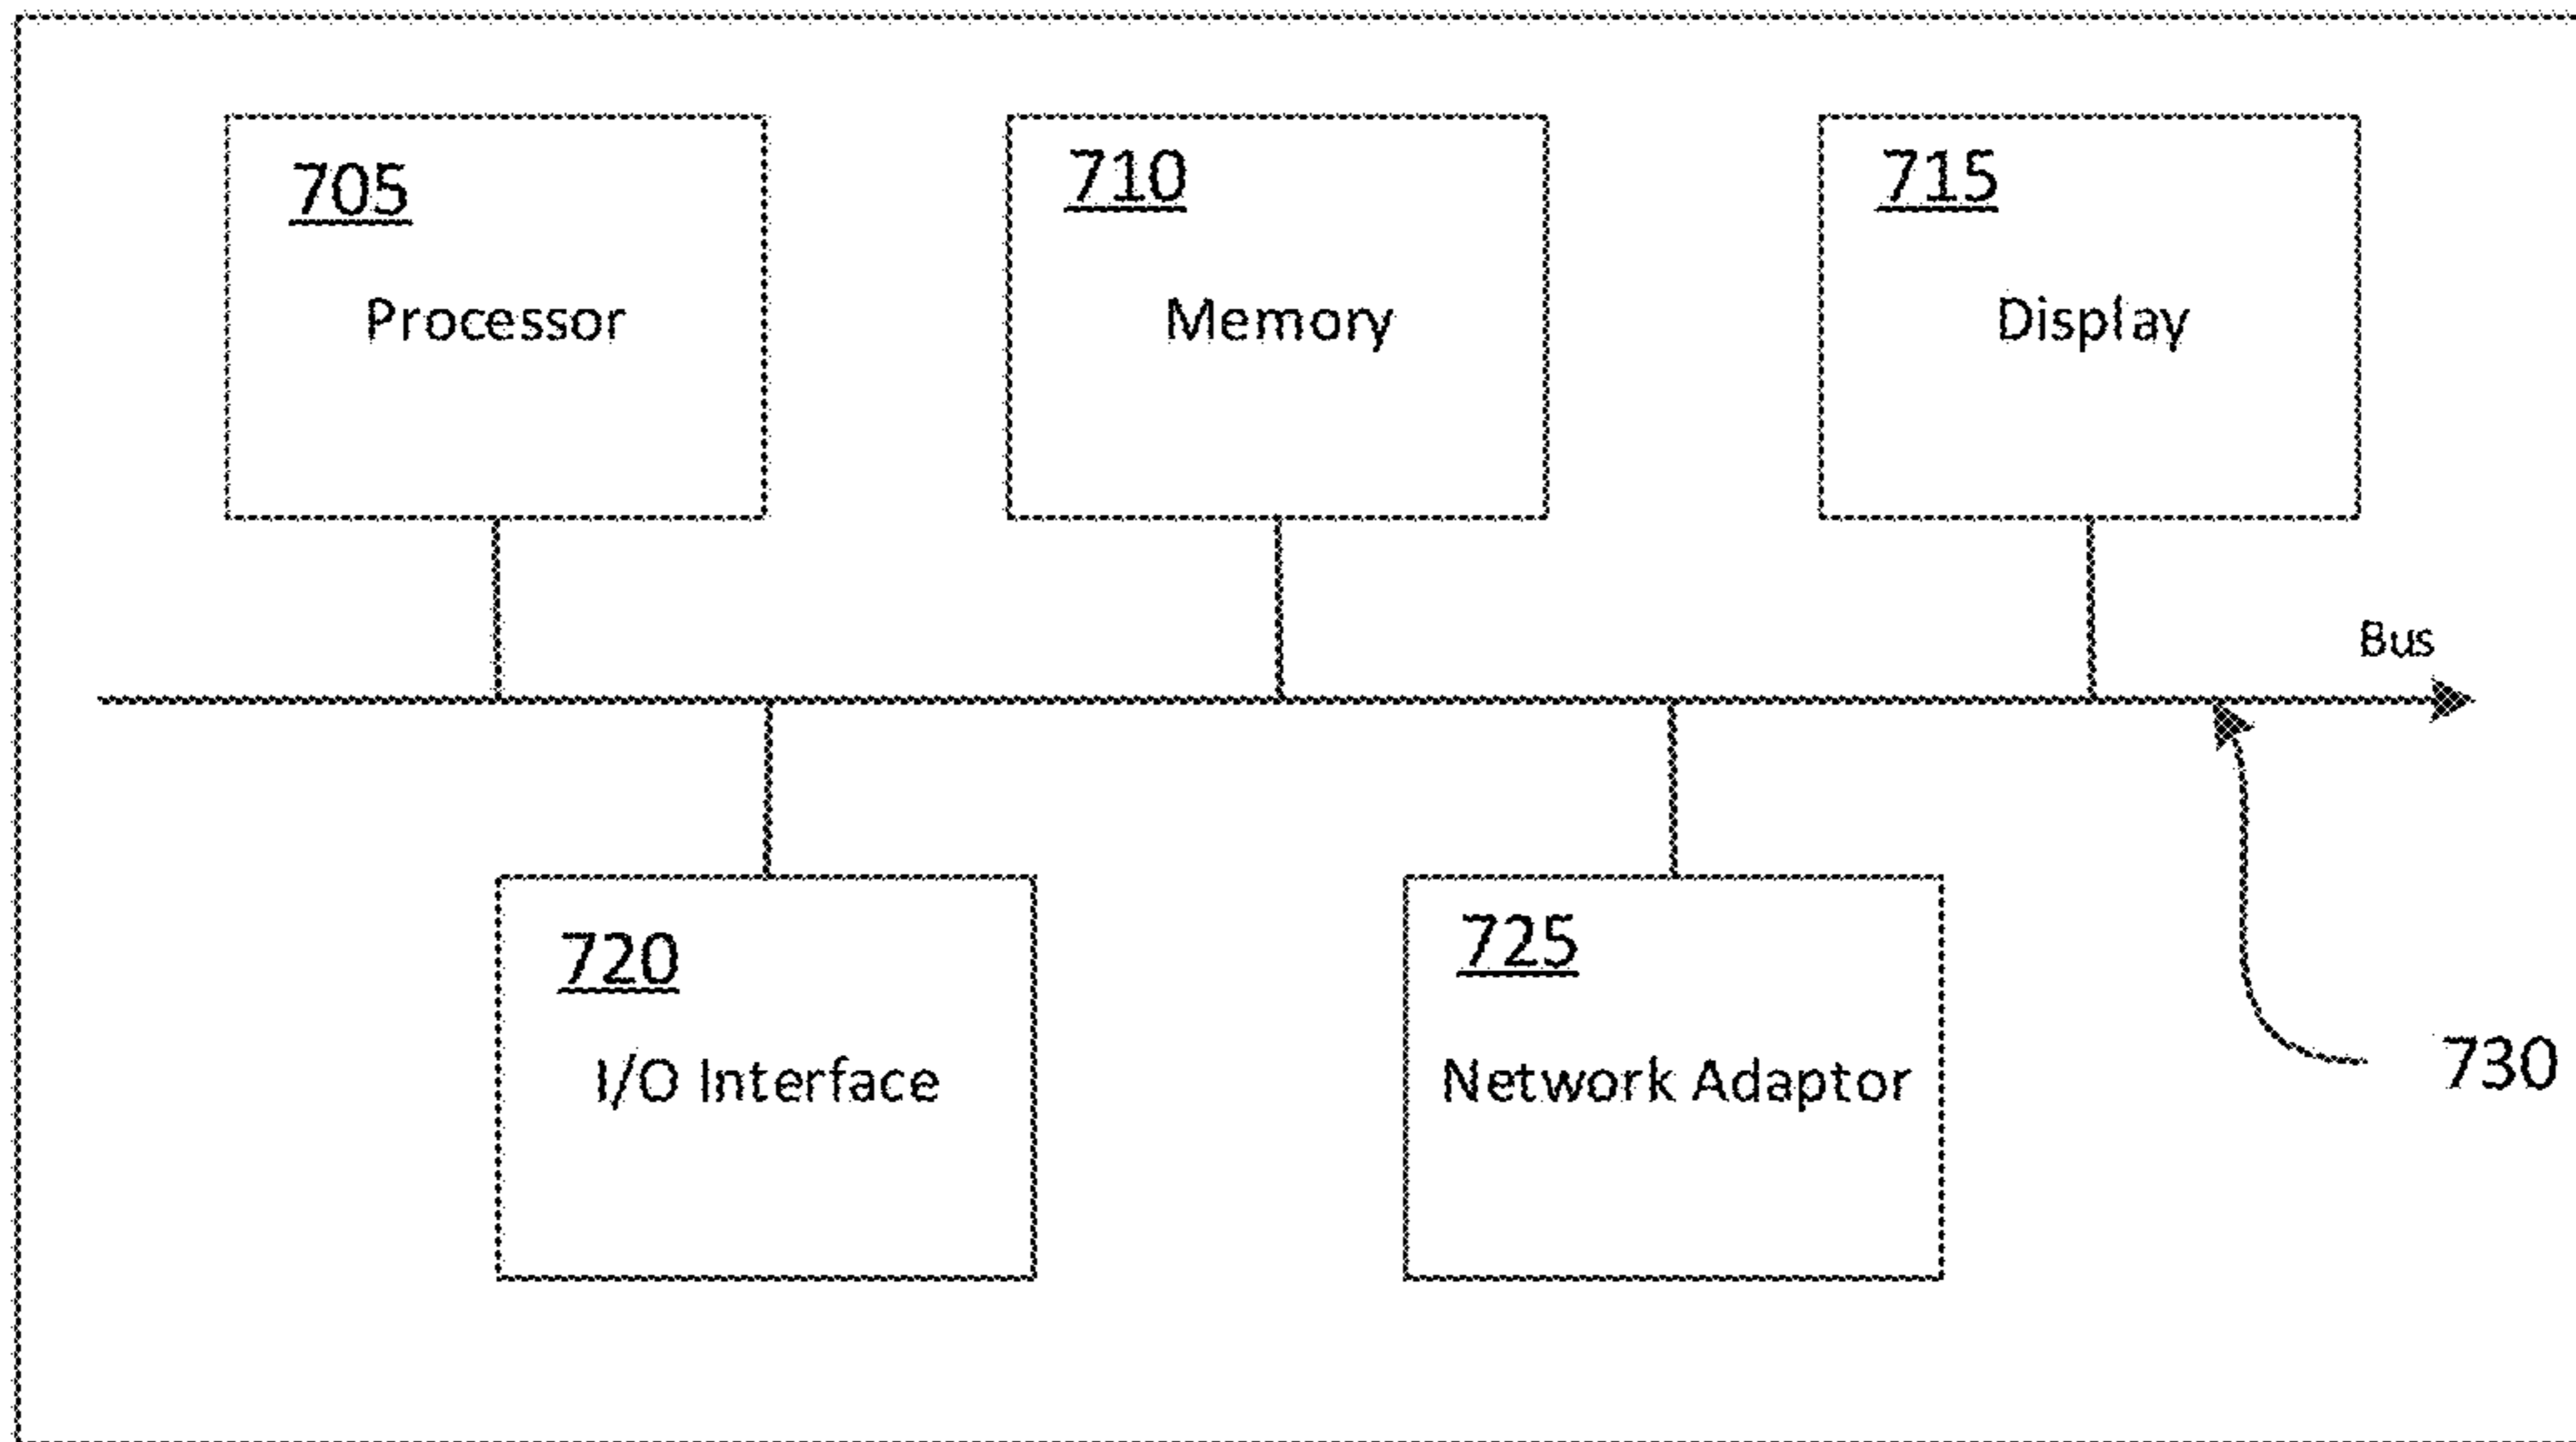 705
Processor
710
Memory
715
Display
Bus
720
I/O Interface
725
Network Adaptor
730